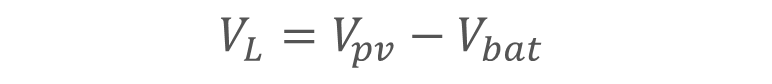 V_L = V_pv − V_bat